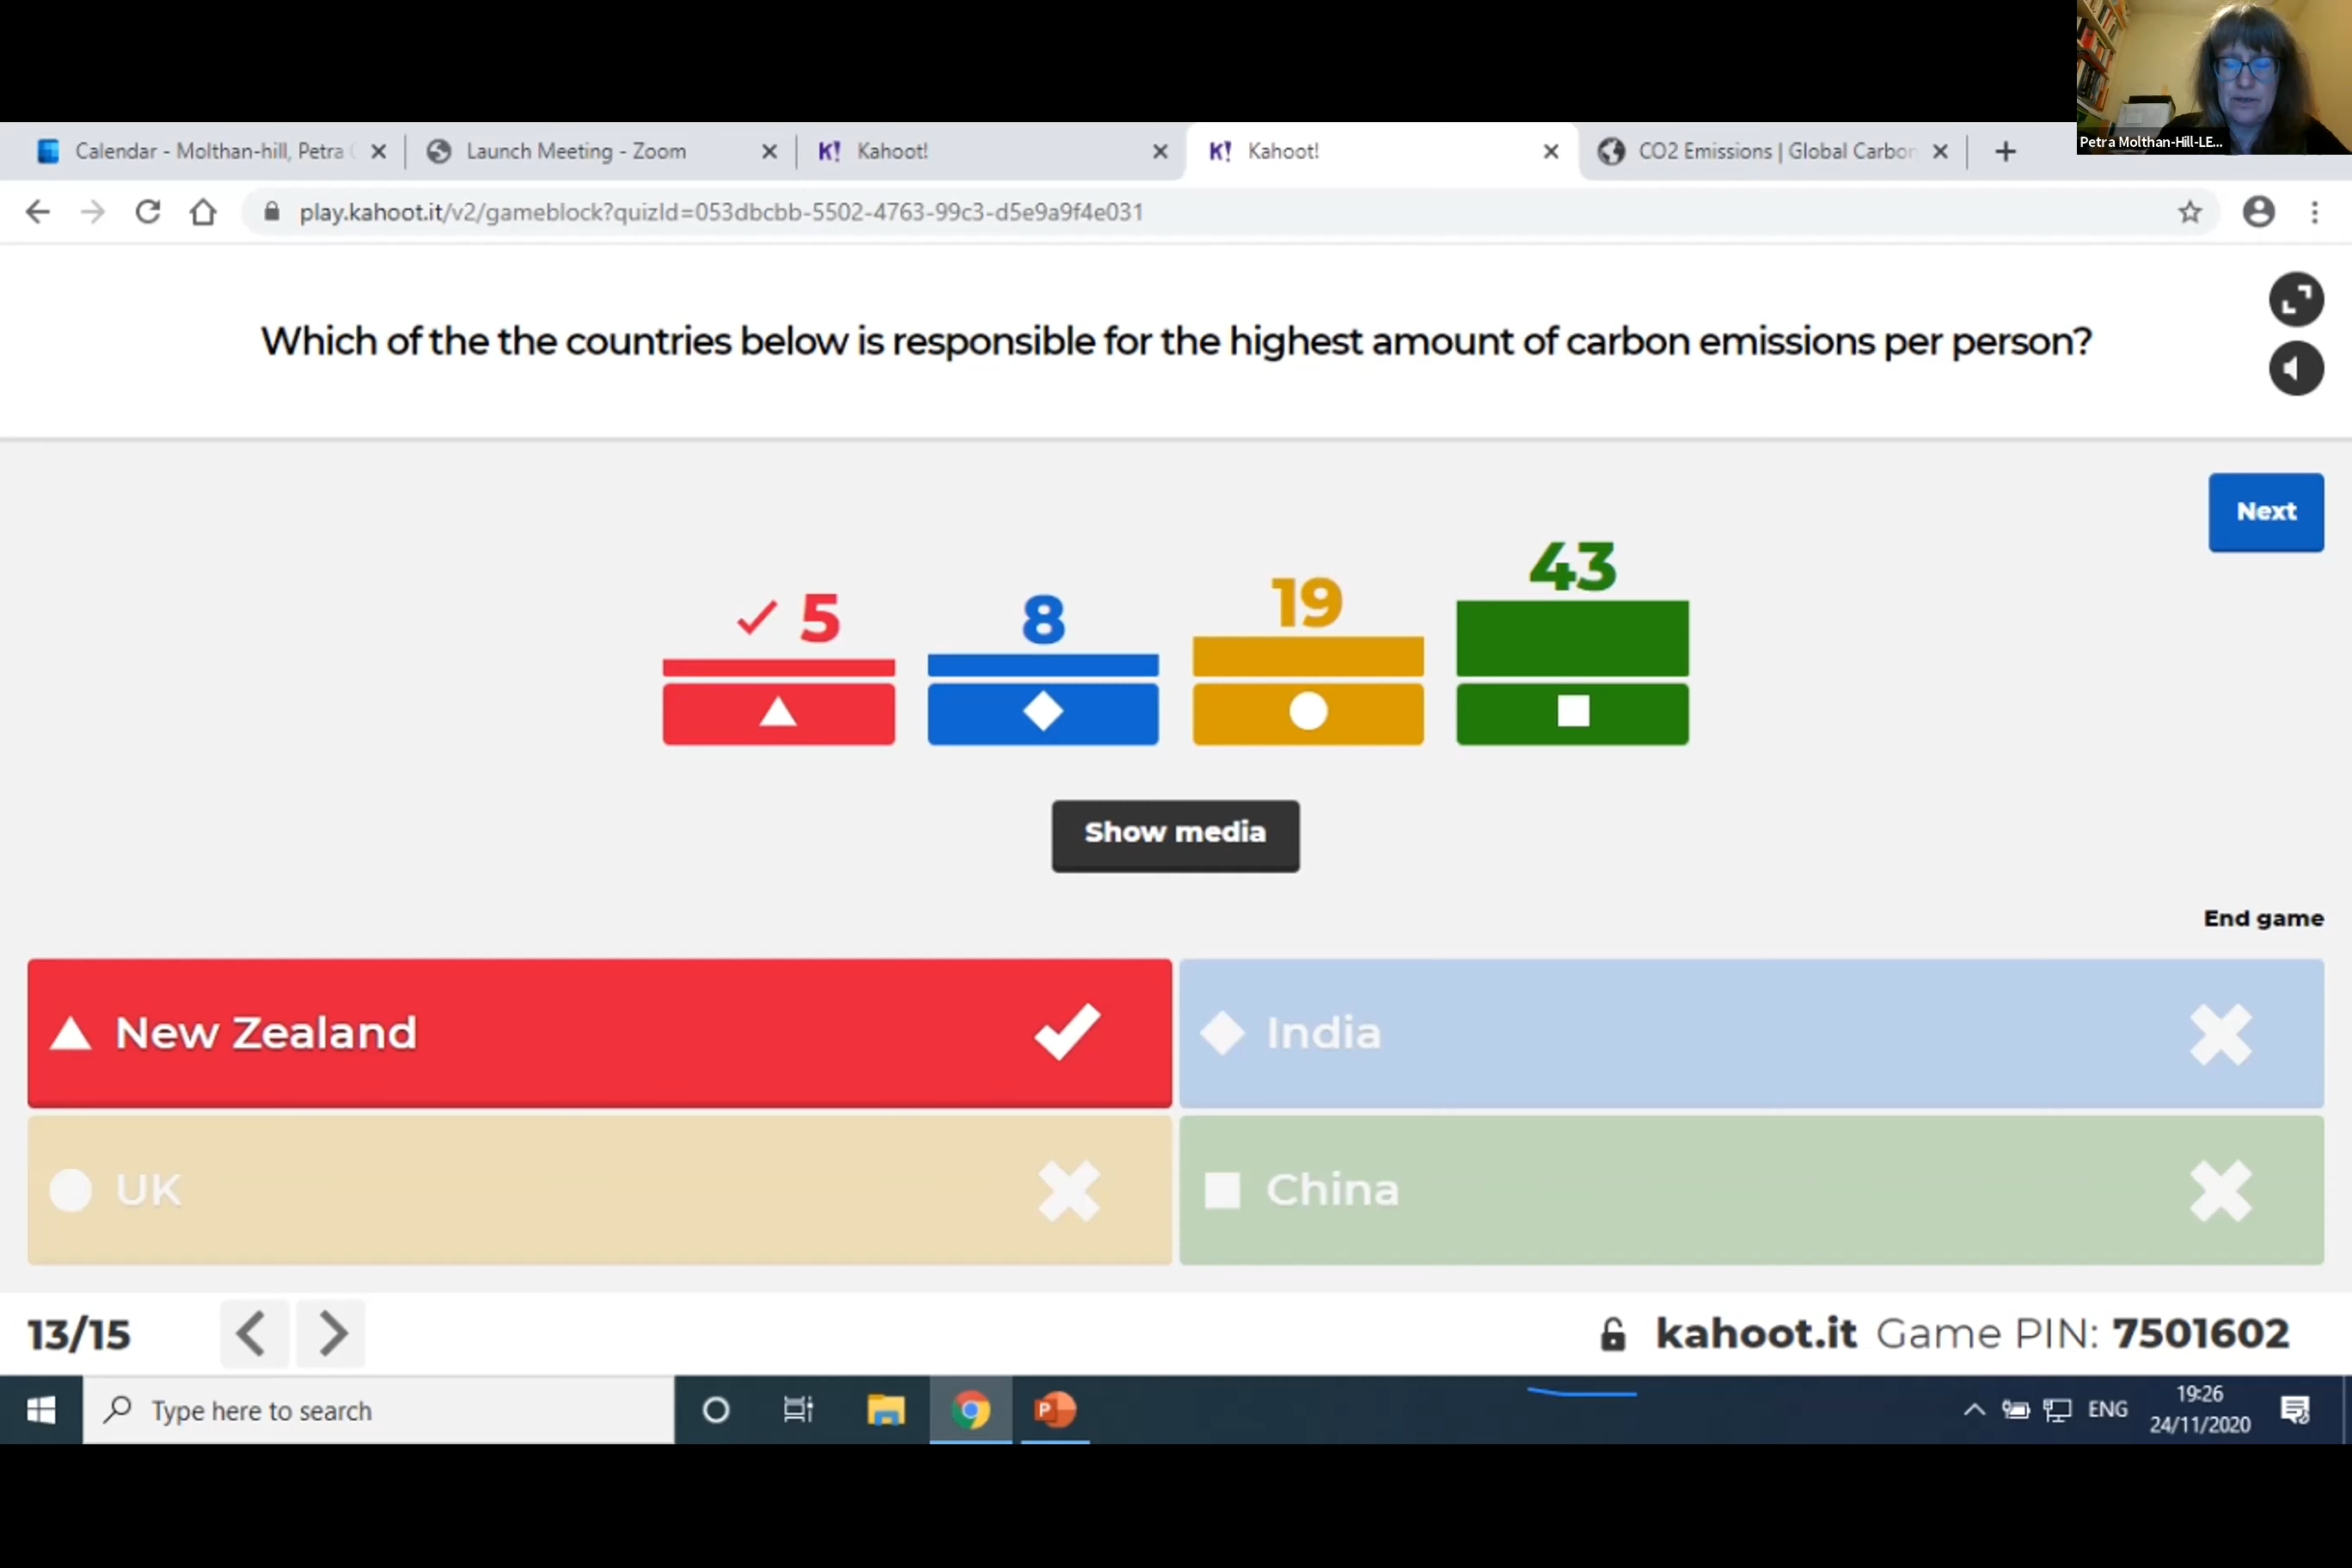 Petra Molthan-Hill-LE...
Calendar - Molthan-hill, Petra
Launch Meeting - Zoom
K! Kahoot!
K! Kahoot!
CO2 Emissions | Global Carbon
play.kahoot.it/v2/gameblock?quizId=053dbcbb-5502-4763-99c3-d5e9a9f4e031
Which of the the countries below is responsible for the highest amount of carbon emissions per person?
Next
5
8
19
43
Show media
End game
New Zealand
India
UK
China
13/15
kahoot.it Game PIN: 7501602
Type here to search
P
ENG
19:26
24/11/2020